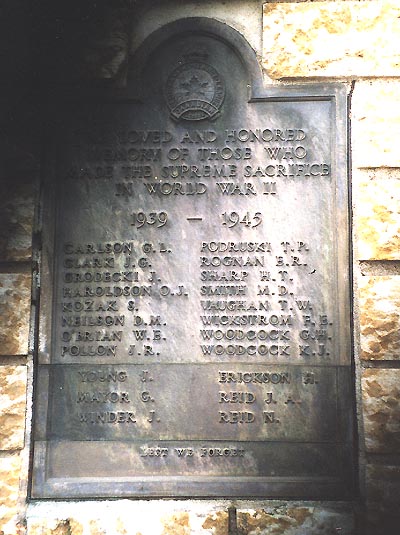 LOVED AND HONORED
MEMORY OF THOSE WHO
MADE THE SUPREME SACRIFICE
IN WORLD WAR II
1939 — 1945
CARLSON G.L. PODRUSKI T.P.
CLARK J.G. ROGNAN E.R.
GRODECKI J. SHARP H.T.
HAROLDSON O.J. SMITH M.D.
KOZAK S. VAUGHAN T.W.
NEILSON D.M. WICKSTROM F.E.
O'BRIAN W.E. WOODCOCK G.H.
POLLON J.R. WOODCOCK K.J.
YOUNG J. ERICKSON H.
MAYOR G. REID J. A.
WINDER J. REID N.
LEST WE FORGET